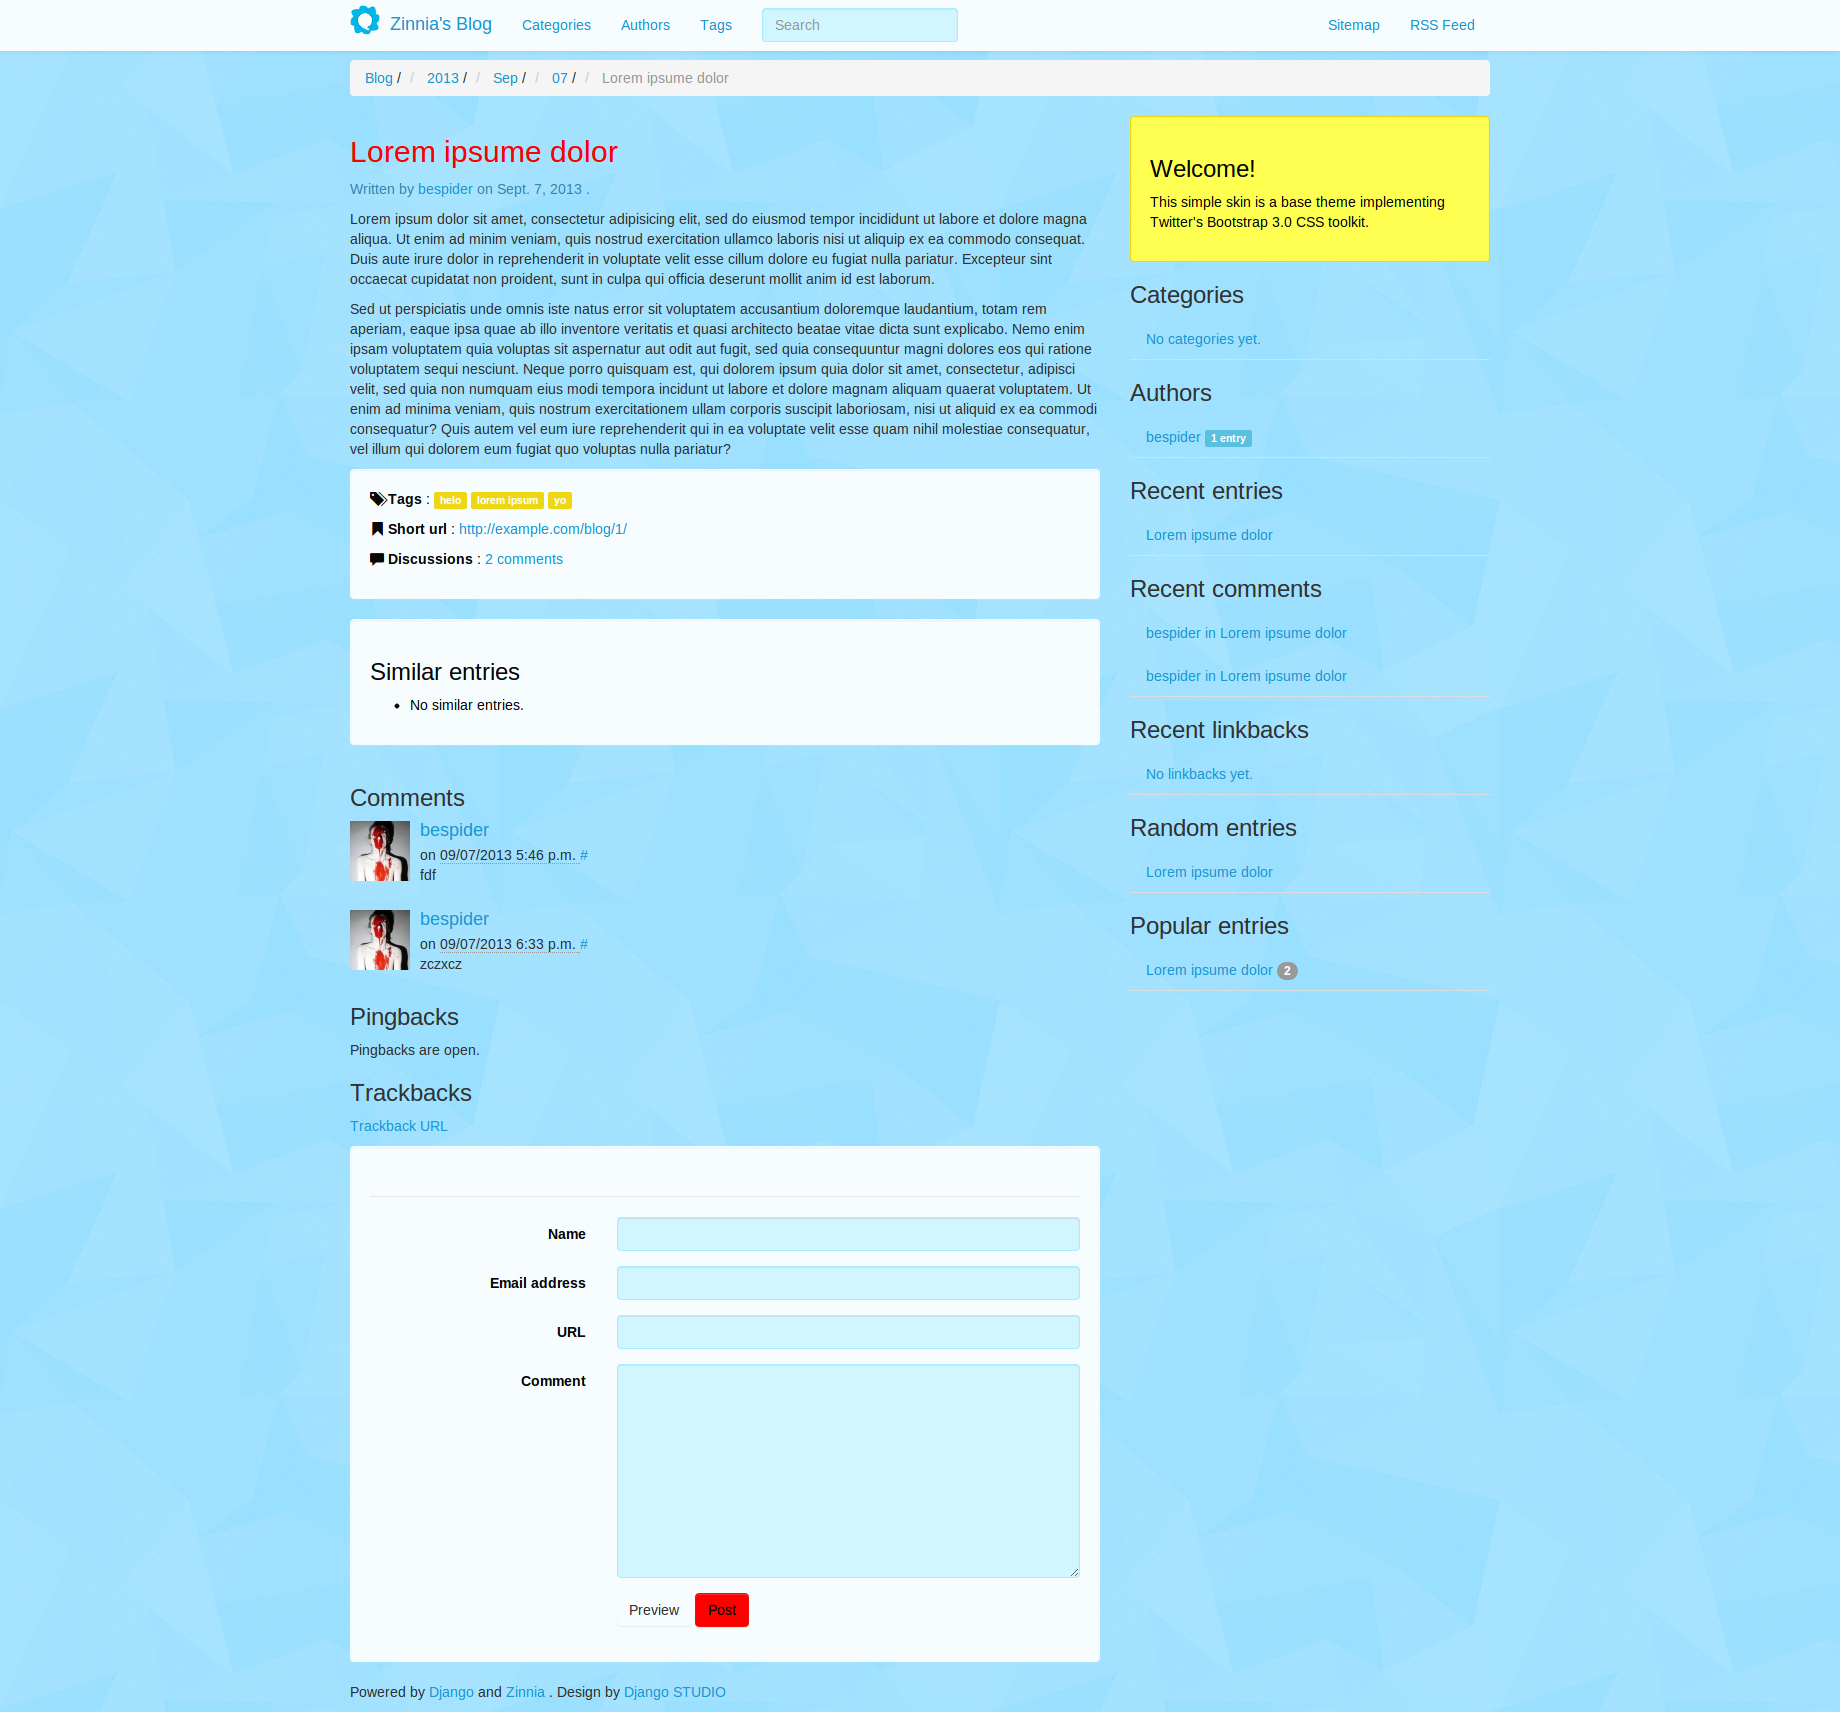 Zinnia's Blog
Categories
Authors
Tags
Search
Sitemap
RSS Feed
Blog / / 2013 / / Sep / / 07 / / Lorem ipsume dolor
Lorem ipsume dolor
Written by bespider on Sept. 7, 2013 .
Lorem ipsum dolor sit amet, consectetur adipisicing elit, sed do eiusmod tempor incididunt ut labore et dolore magna
aliqua. Ut enim ad minim veniam, quis nostrud exercitation ullamco laboris nisi ut aliquip ex ea commodo consequat.
Duis aute irure dolor in reprehenderit in voluptate velit esse cillum dolore eu fugiat nulla pariatur. Excepteur sint
occaecat cupidatat non proident, sunt in culpa qui officia deserunt mollit anim id est laborum.
Sed ut perspiciatis unde omnis iste natus error sit voluptatem accusantium doloremque laudantium, totam rem
aperiam, eaque ipsa quae ab illo inventore veritatis et quasi architecto beatae vitae dicta sunt explicabo. Nemo enim
ipsam voluptatem quia voluptas sit aspernatur aut odit aut fugit, sed quia consequuntur magni dolores eos qui ratione
voluptatem sequi nesciunt. Neque porro quisquam est, qui dolorem ipsum quia dolor sit amet, consectetur, adipisci
velit, sed quia non numquam eius modi tempora incidunt ut labore et dolore magnam aliquam quaerat voluptatem. Ut
enim ad minima veniam, quis nostrum exercitationem ullam corporis suscipit laboriosam, nisi ut aliquid ex ea commodi
consequatur? Quis autem vel eum iure reprehenderit qui in ea voluptate velit esse quam nihil molestiae consequatur,
vel illum qui dolorem eum fugiat quo voluptas nulla pariatur?
Tags : helo lorem ipsum yo
Short url : http://example.com/blog/1/
Discussions : 2 comments
Similar entries
• No similar entries.
Comments
bespider
on 09/07/2013 5:46 p.m. #
fdf
bespider
on 09/07/2013 6:33 p.m. #
zczxcz
Pingbacks
Pingbacks are open.
Trackbacks
Trackback URL
Name
Email address
URL
Comment
Preview
Post
Welcome!
This simple skin is a base theme implementing
Twitter's Bootstrap 3.0 CSS toolkit.
Categories
No categories yet.
Authors
bespider 1 entry
Recent entries
Lorem ipsume dolor
Recent comments
bespider in Lorem ipsume dolor
bespider in Lorem ipsume dolor
Recent linkbacks
No linkbacks yet.
Random entries
Lorem ipsume dolor
Popular entries
Lorem ipsume dolor 2
Powered by Django and Zinnia . Design by Django STUDIO